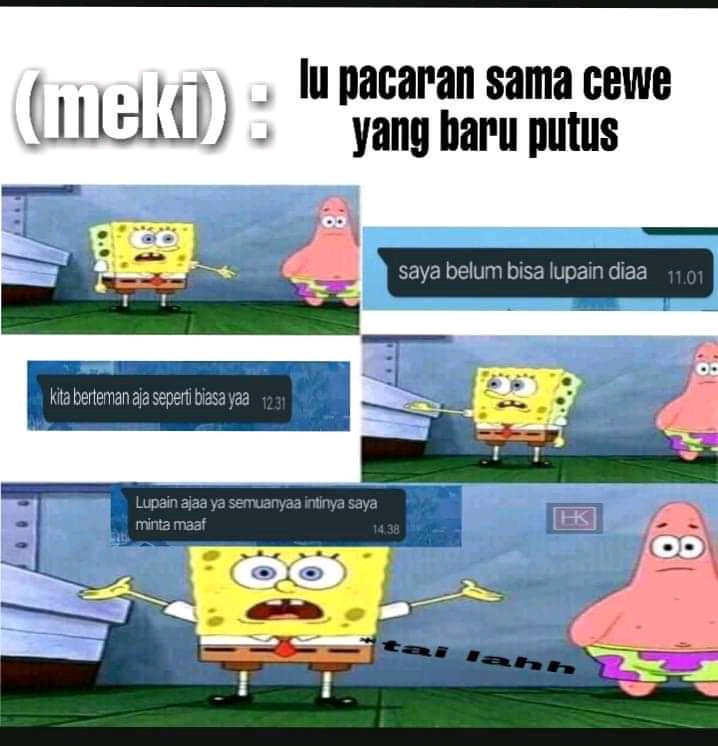 (meki) : lu pacaran sama cewe
yang baru putus
saya belum bisa lupain diaa 11.01
kita berteman aja seperti biasa yaa 12.31
Lupain ajaa ya semuanyaa intinya saya
minta maaf 14.38
HK
*tai lahh